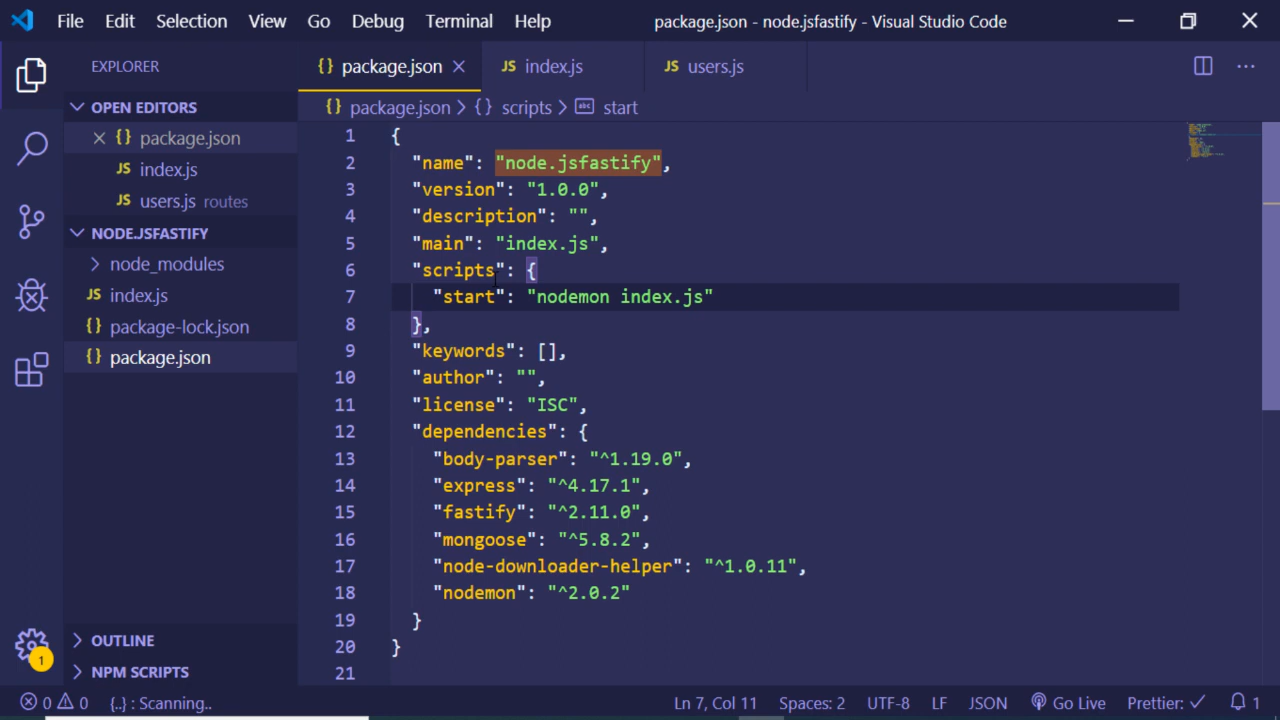 File Edit Selection View Go Debug Terminal Help package.json - node.jsfastify - Visual Studio Code
EXPLORER
OPEN EDITORS
{} package.json
JS index.js
JS users.js routes
NODE.JSFASTIFY
node_modules
JS index.js
{} package-lock.json
{} package.json
OUTLINE
NPM SCRIPTS
1
{} package.json JS index.js JS users.js
{} package.json > {} scripts > abc start
1 {
2 "name": "node.jsfastify",
3 "version": "1.0.0",
4 "description": "",
5 "main": "index.js",
6 "scripts": {
7 "start": "nodemon index.js"
8 },
9 "keywords": [],
10 "author": "",
11 "license": "ISC",
12 "dependencies": {
13 "body-parser": "^1.19.0",
14 "express": "^4.17.1",
15 "fastify": "^2.11.0",
16 "mongoose": "^5.8.2",
17 "node-downloader-helper": "^1.0.11",
18 "nodemon": "^2.0.2"
19 }
20 }
21
0 0 {..} : Scanning.. Ln 7, Col 11 Spaces: 2 UTF-8 LF JSON Go Live Prettier: ✓ 1